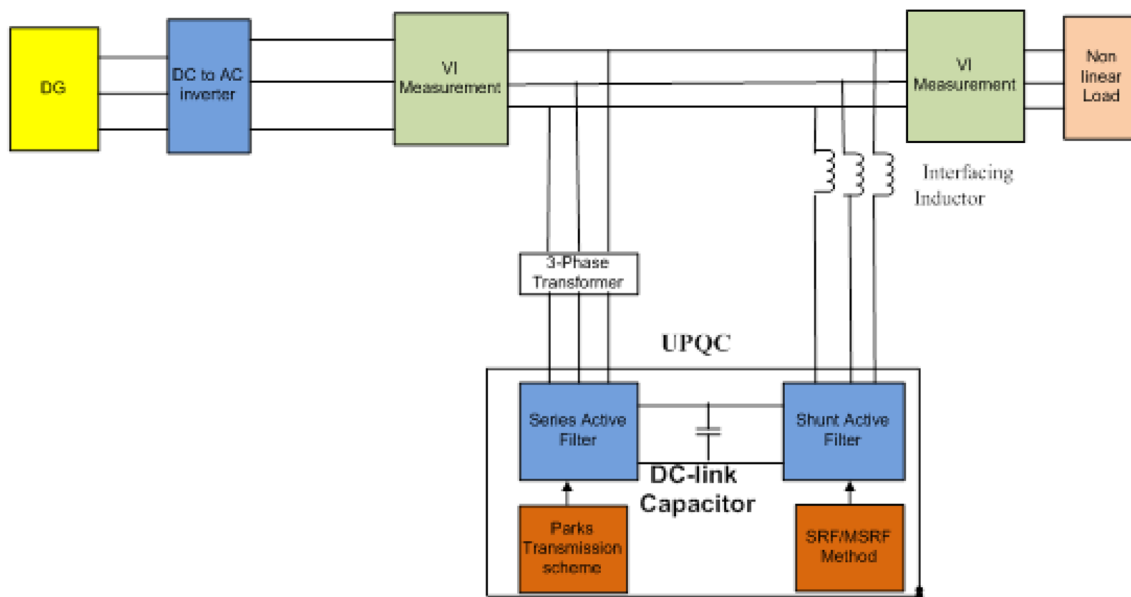 DG
DC to AC
inverter
VI
Measurement
VI
Measurement
Non
linear
Load
Interfacing
Inductor
3-Phase
Transformer
UPQC
Series Active
Filter
Shunt Active
Filter
DC-link
Capacitor
Parks
Transmission
scheme
SRF/MSRF
Method